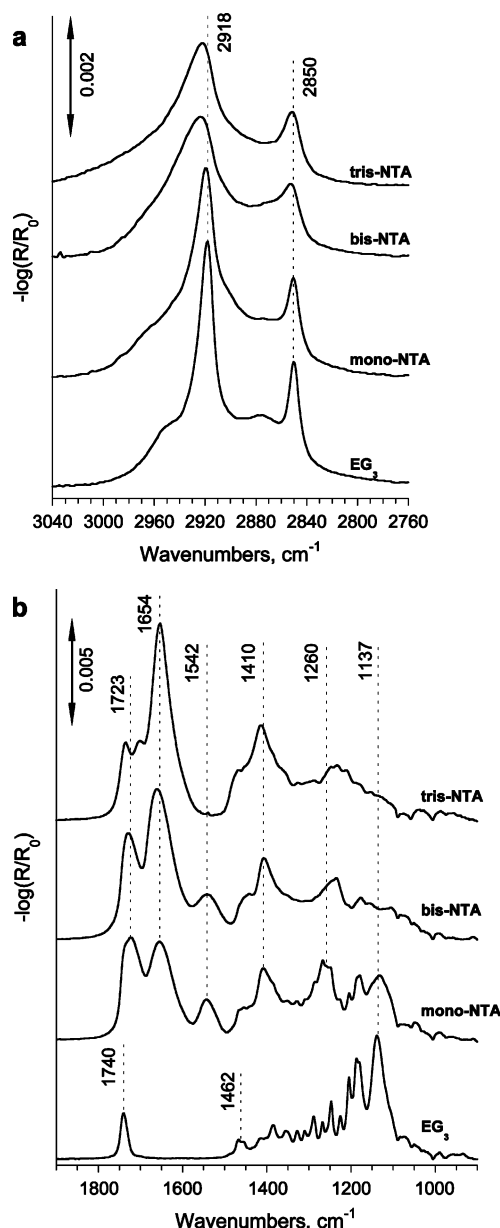 a
0.002
2918
2850
tris-NTA
bis-NTA
mono-NTA
EG3
-log(R/R0)
3040 3000 2960 2920 2880 2840 2800 2760
Wavenumbers, cm-1
b
0.005
1723
1654
1542
1410
1260
1137
tris-NTA
bis-NTA
mono-NTA
1740
1462
EG3
-log(R/R0)
1800 1600 1400 1200 1000
Wavenumbers, cm-1